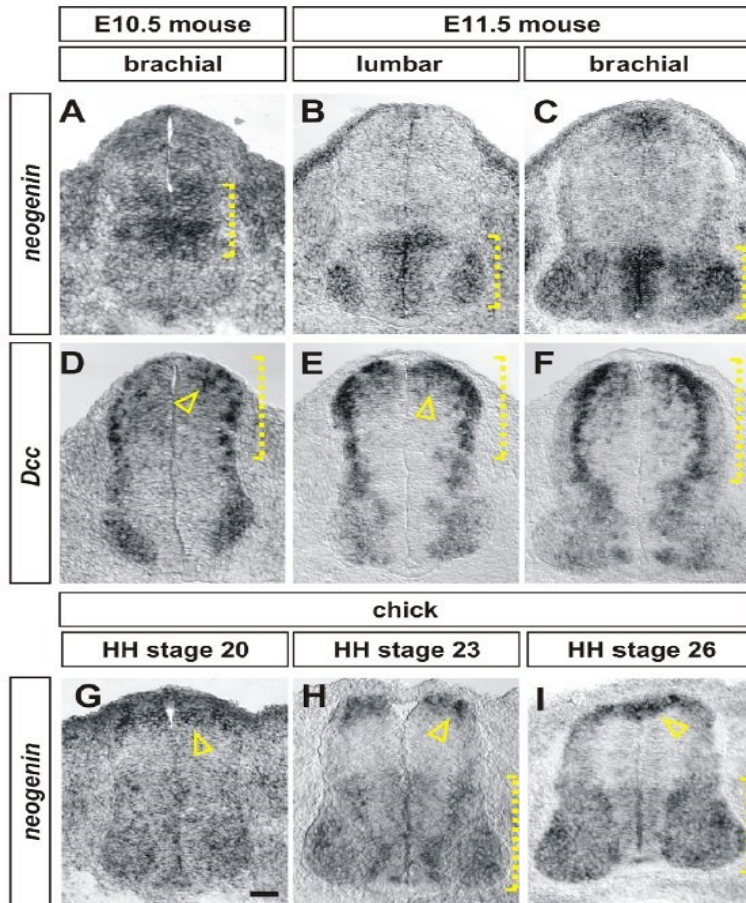 E10.5 mouse E11.5 mouse
brachial lumbar brachial
neogenin
A B C
Dcc
D E F
chick
HH stage 20 HH stage 23 HH stage 26
neogenin
G H I